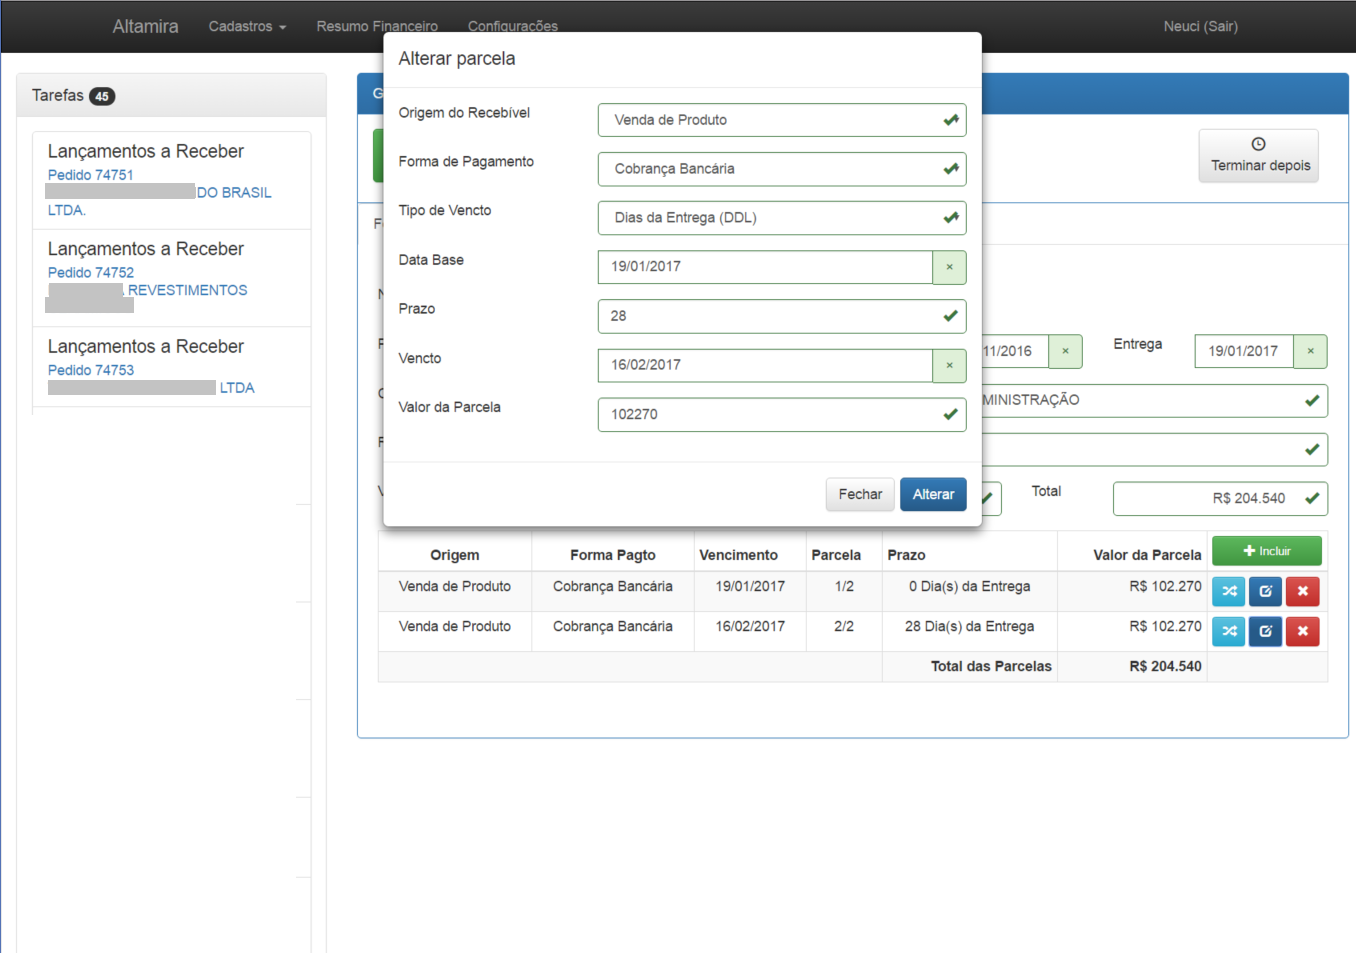 Altamira Cadastros Resumo Financeiro Configurações Neuci (Sair)
Tarefas 45
Lançamentos a Receber
Pedido 74751
DO BRASIL
LTDA.
Lançamentos a Receber
Pedido 74752
REVESTIMENTOS
Lançamentos a Receber
Pedido 74753
LTDA
Alterar parcela
Origem do Recebível Venda de Produto
Forma de Pagamento Cobrança Bancária
Tipo de Vencto Dias da Entrega (DDL)
Data Base 19/01/2017 ×
Prazo 28
Vencto 16/02/2017 ×
Valor da Parcela 102270
Fechar Alterar
Terminar depois
11/2016 × Entrega 19/01/2017 ×
MINISTRAÇÃO
Total R$ 204.540
Origem Forma Pagto Vencimento Parcela Prazo Valor da Parcela Incluir
Venda de Produto Cobrança Bancária 19/01/2017 1/2 0 Dia(s) da Entrega R$ 102.270
Venda de Produto Cobrança Bancária 16/02/2017 2/2 28 Dia(s) da Entrega R$ 102.270
Total das Parcelas R$ 204.540